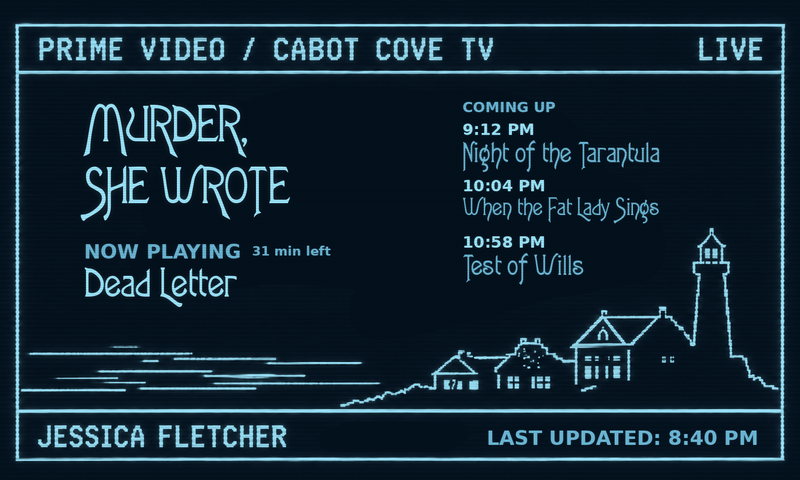 PRIME VIDEO / CABOT COVE TV
LIVE
MURDER,
SHE WROTE
NOW PLAYING 31 min left
Dead Letter
COMING UP
9:12 PM
Night of the Tarantula
10:04 PM
When the Fat Lady Sings
10:58 PM
Test of Wills
JESSICA FLETCHER
LAST UPDATED: 8:40 PM